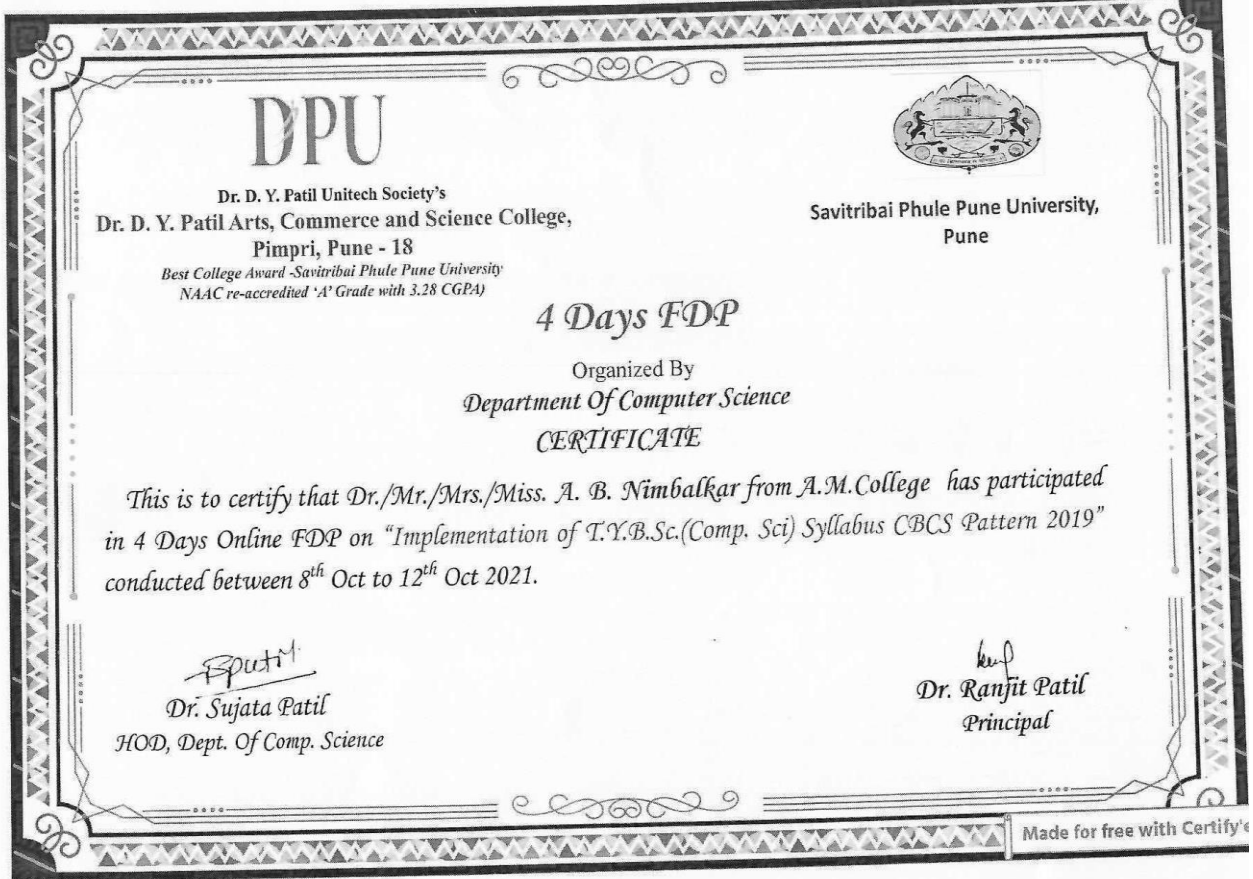 DPU
Dr. D. Y. Patil Unitech Society's
Dr. D. Y. Patil Arts, Commerce and Science College,
Pimpri, Pune - 18
Best College Award -Savitribai Phule Pune University
NAAC re-accredited 'A' Grade with 3.28 CGPA)
Savitribai Phule Pune University,
Pune
4 Days FDP
Organized By
Department Of Computer Science
CERTIFICATE
This is to certify that Dr./Mr./Mrs./Miss. A. B. Nimbalkar from A.M.College has participated
in 4 Days Online FDP on "Implementation of T.Y.B.Sc.(Comp. Sci) Syllabus CBCS Pattern 2019"
conducted between 8th Oct to 12th Oct 2021.
Dr. Sujata Patil
HOD, Dept. Of Comp. Science
Dr. Ranjit Patil
Principal
Made for free with Certify'e